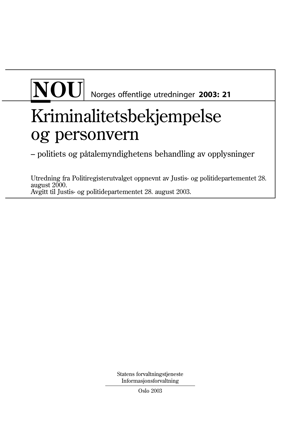 NOU Norges offentlige utredninger 2003: 21
Kriminalitetsbekjempelse
og personvern
– politiets og påtalemyndighetens behandling av opplysninger
Utredning fra Politiregisterutvalget oppnevnt av Justis- og politidepartementet 28.
august 2000.
Avgitt til Justis- og politidepartementet 28. august 2003.
Statens forvaltningstjeneste
Informasjonsforvaltning
Oslo 2003